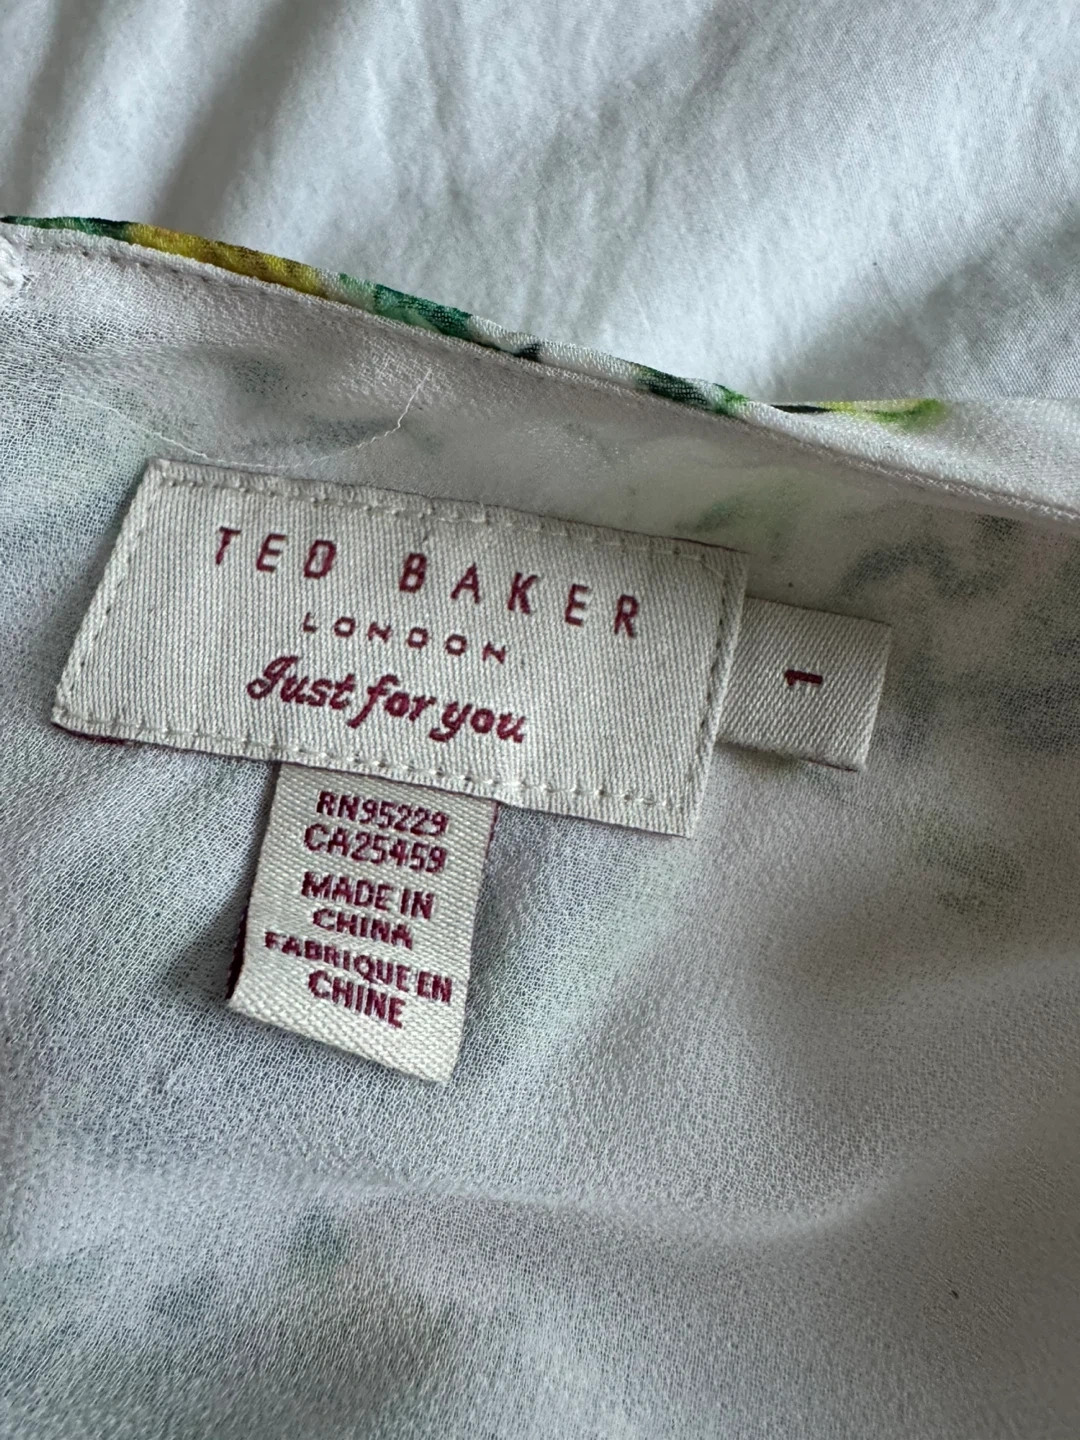 TED BAKER
LONDON
Just for you
1
RN95229
CA25459
MADE IN
CHINA
FABRIQUE EN
CHINE